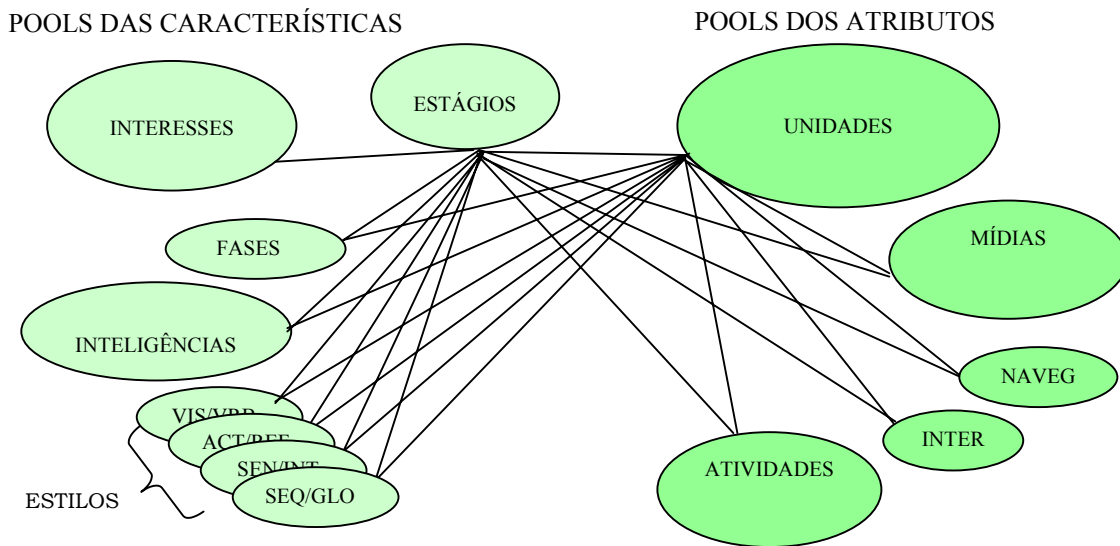 POOLS DAS CARACTERÍSTICAS
POOLS DOS ATRIBUTOS
INTERESSES
ESTÁGIOS
UNIDADES
FASES
MÍDIAS
INTELIGÊNCIAS
NAVEG
INTER
ATIVIDADES
SEQ/GLO
ESTILOS